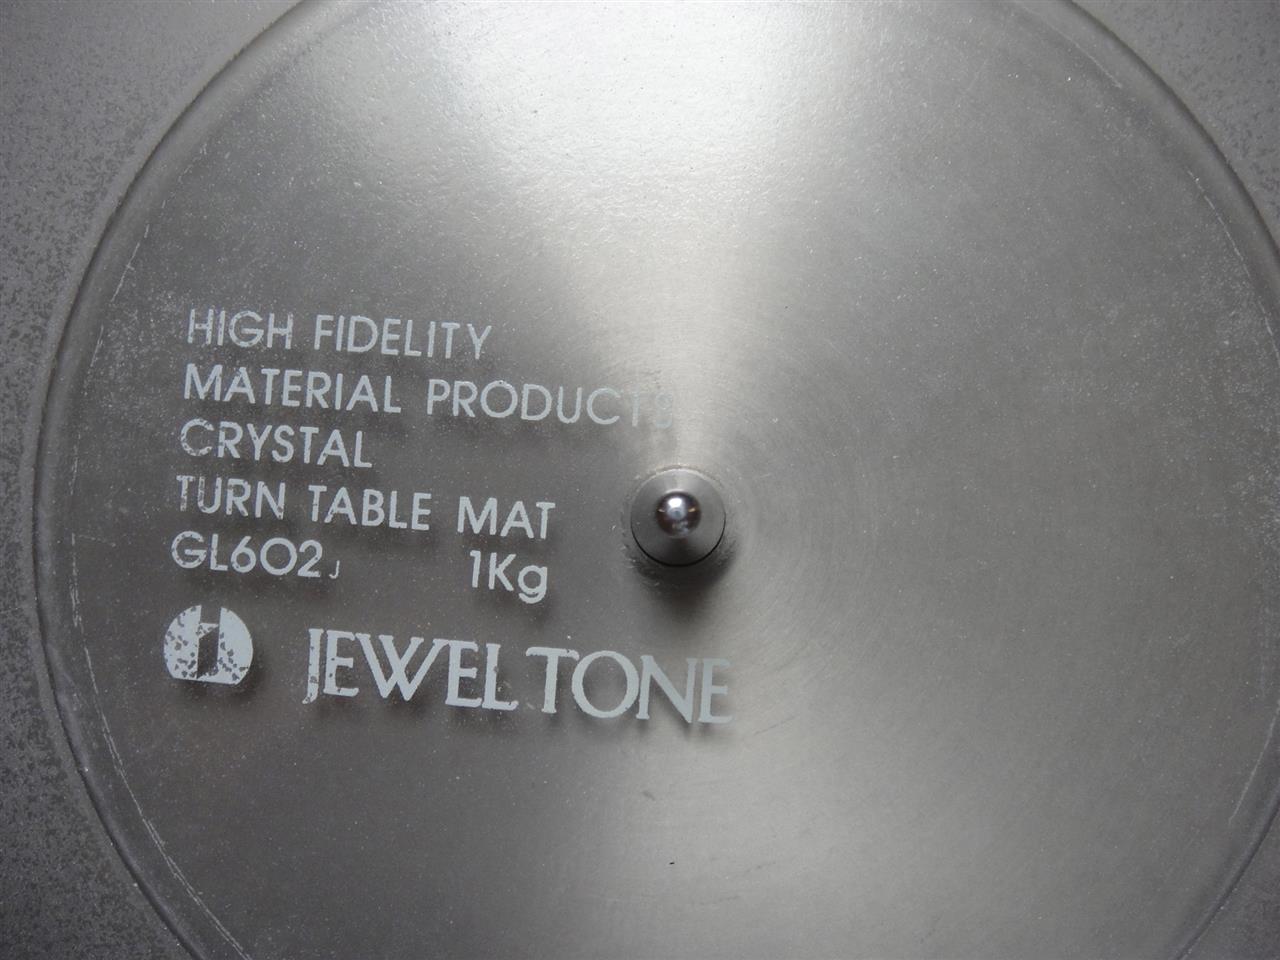 HIGH FIDELITY
MATERIAL PRODUCTS
CRYSTAL
TURN TABLE MAT
GL602J 1Kg
JEWELTONE